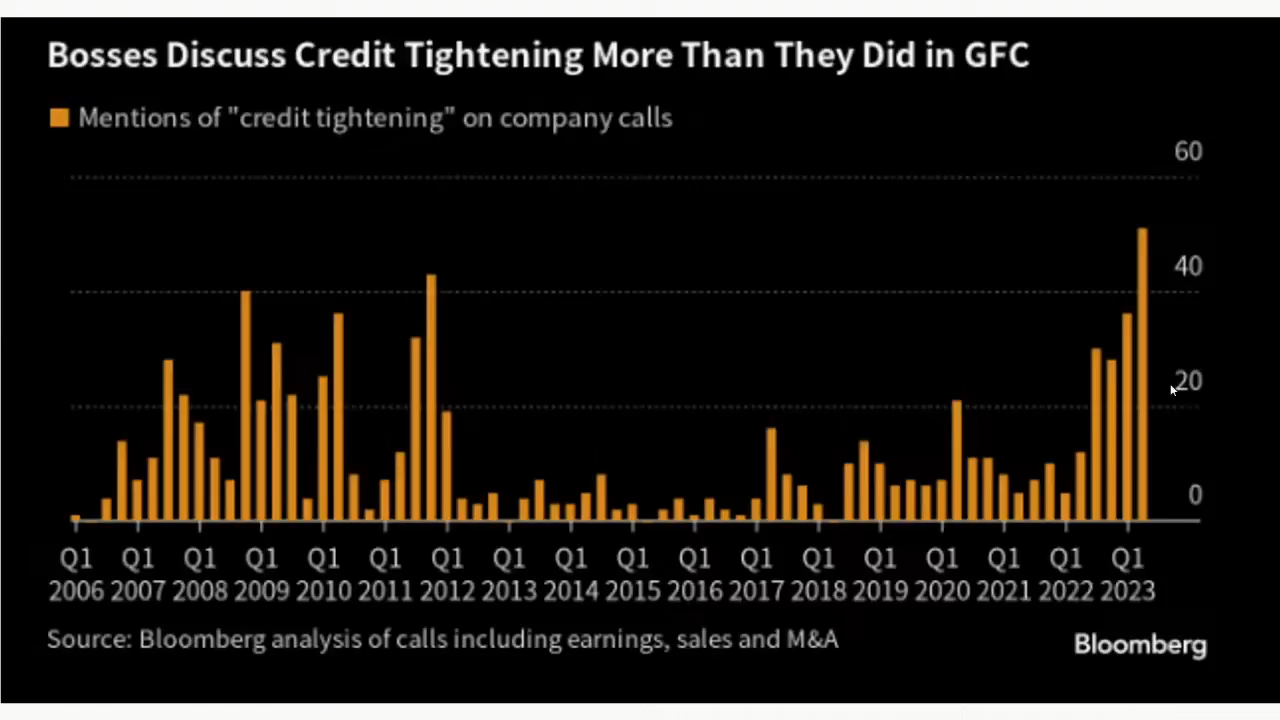 Bosses Discuss Credit Tightening More Than They Did in GFC
Mentions of "credit tightening" on company calls
60
40
20
0
Q1 Q1 Q1 Q1 Q1 Q1 Q1 Q1 Q1 Q1 Q1 Q1 Q1 Q1 Q1 Q1 Q1 Q1
2006 2007 2008 2009 2010 2011 2012 2013 2014 2015 2016 2017 2018 2019 2020 2021 2022 2023
Source: Bloomberg analysis of calls including earnings, sales and M&A
Bloomberg